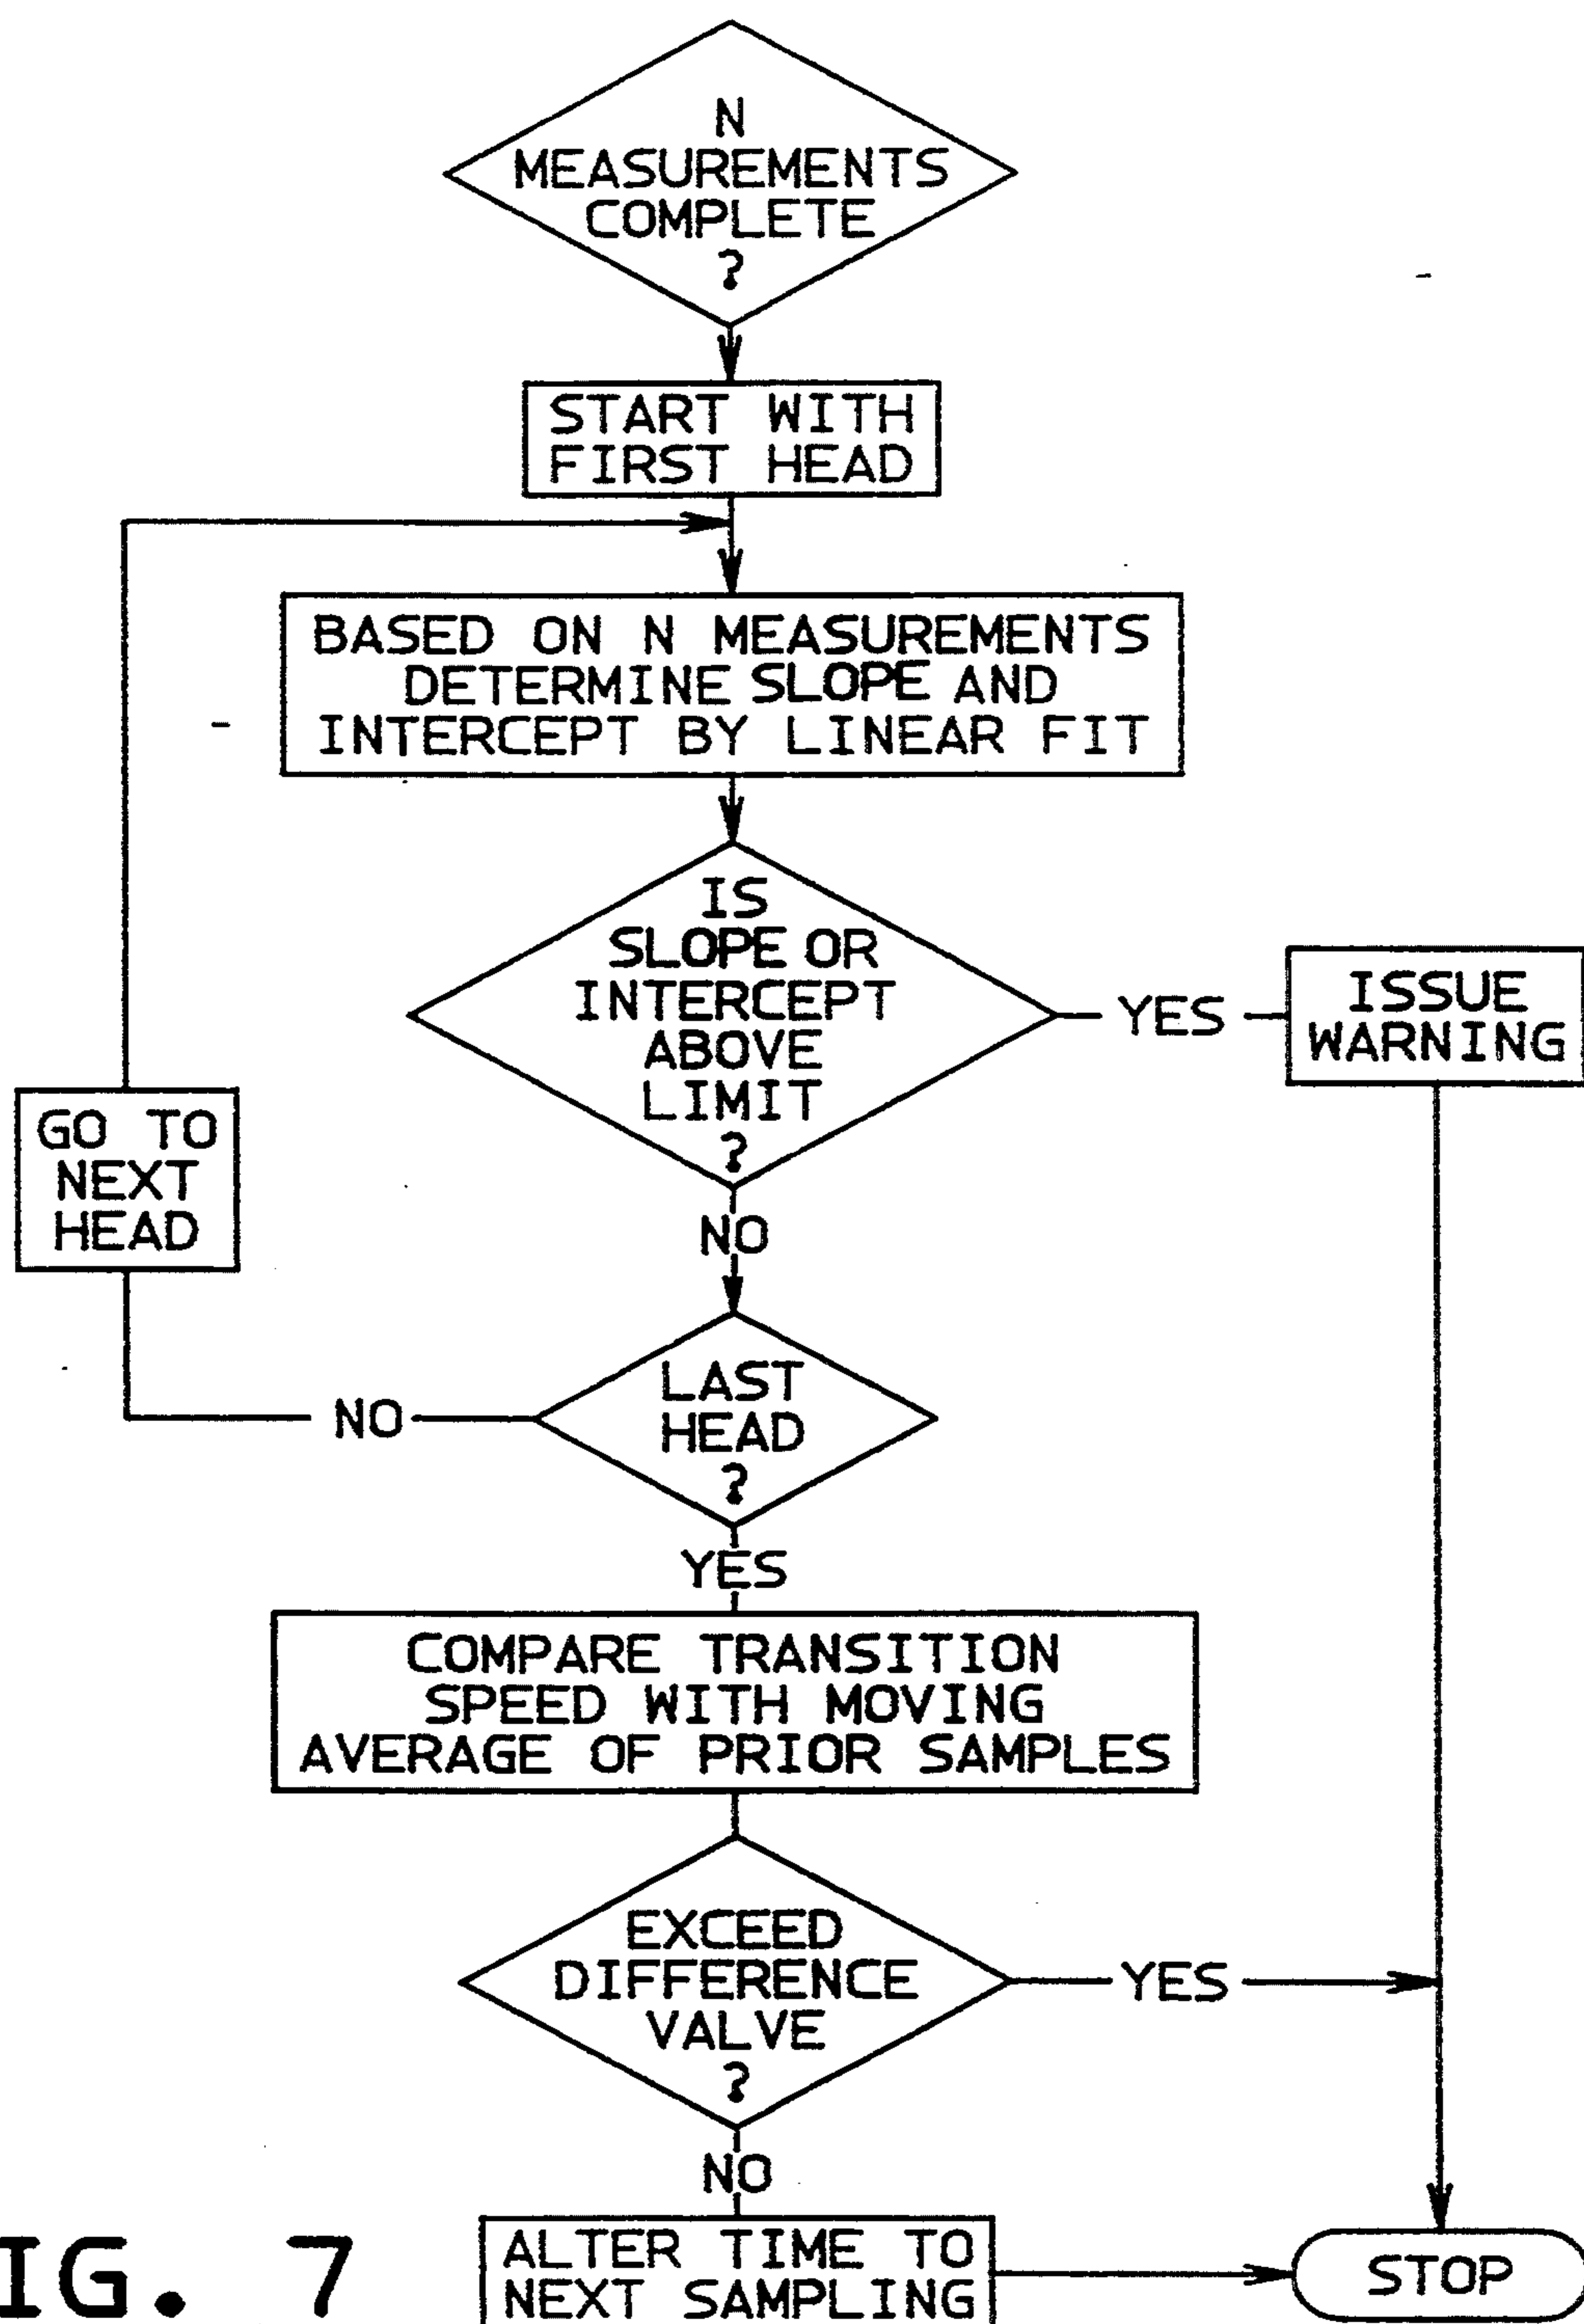 N
MEASUREMENTS
COMPLETE
?
START WITH
FIRST HEAD
BASED ON N MEASUREMENTS
DETERMINE SLOPE AND
INTERCEPT BY LINEAR FIT
IS
SLOPE OR
INTERCEPT
ABOVE
LIMIT
?
YES
ISSUE
WARNING
GO TO
NEXT
HEAD
NO
LAST
HEAD
?
NO
YES
COMPARE TRANSITION
SPEED WITH MOVING
AVERAGE OF PRIOR SAMPLES
EXCEED
DIFFERENCE
VALVE
?
YES
NO
ALTER TIME TO
NEXT SAMPLING
STOP
IG. 7